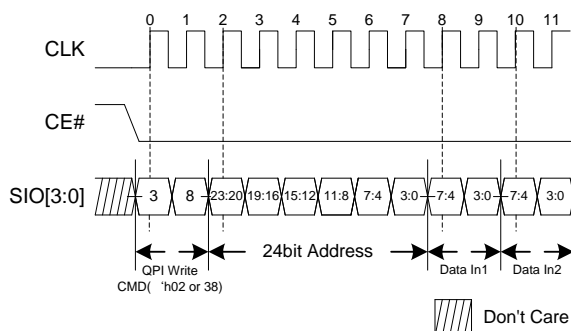 0 1 2 3 4 5 6 7 8 9 10 11
CLK
CE#
SIO[3:0] 3 8 23:20 19:16 15:12 11:8 7:4 3:0 7:4 3:0 7:4 3:0
QPI Write 24bit Address Data In1 Data In2
CMD( 'h02 or 38)
Don't Care